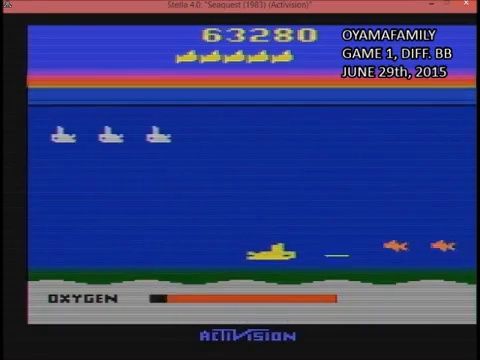 Stella 4.0: "Seaquest (1983) (Activision)"
63280
OYAMAFAMILY
GAME 1, DIFF. BB
JUNE 29th, 2015
OXYGEN
ACTIVISION